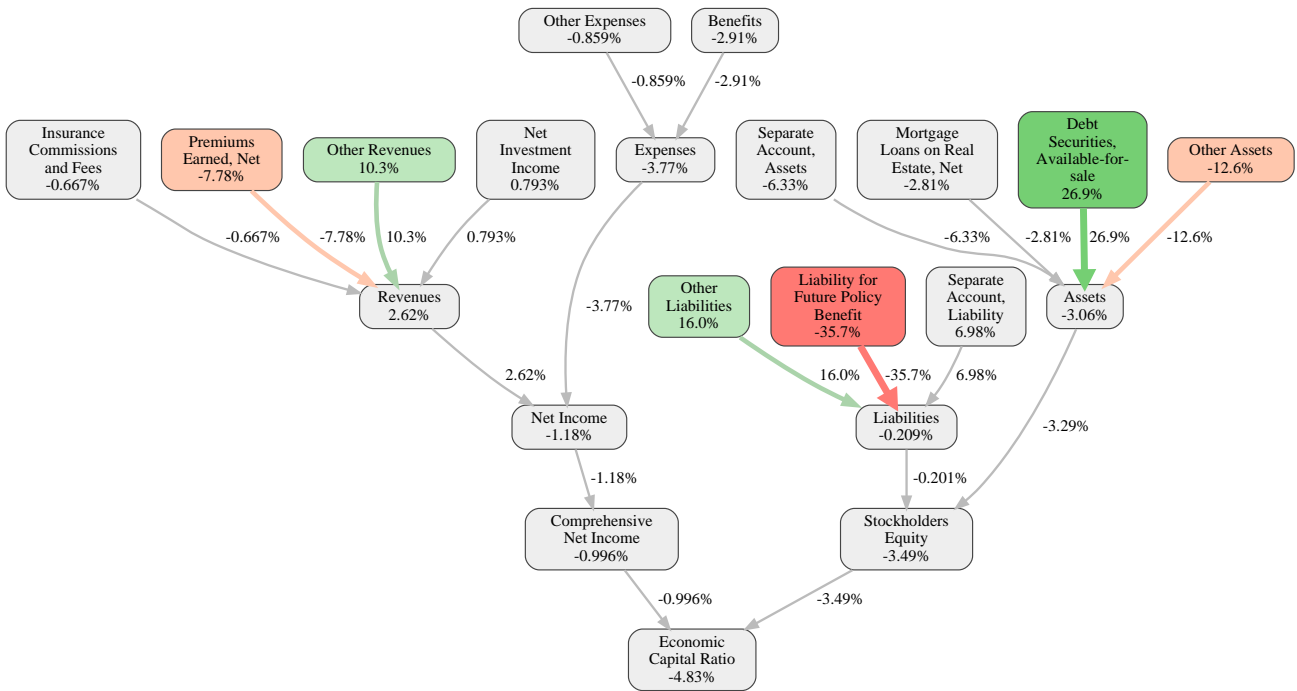 Other Expenses
-0.859%
Benefits
-2.91%
-0.859%
-2.91%
Insurance
Commissions
and Fees
-0.667%
Premiums
Earned, Net
-7.78%
Other Revenues
10.3%
Net
Investment
Income
0.793%
Expenses
-3.77%
Separate
Account,
Assets
-6.33%
Mortgage
Loans on Real
Estate, Net
-2.81%
Debt
Securities,
Available-for-
sale
26.9%
Other Assets
-12.6%
-0.667%
-7.78%
10.3%
0.793%
-6.33%
-2.81%
26.9%
-12.6%
Revenues
2.62%
-3.77%
Other
Liabilities
16.0%
Liability for
Future Policy
Benefit
-35.7%
Separate
Account,
Liability
6.98%
Assets
-3.06%
2.62%
16.0%
-35.7%
6.98%
Net Income
-1.18%
Liabilities
-0.209%
-3.29%
-1.18%
-0.201%
Comprehensive
Net Income
-0.996%
Stockholders
Equity
-3.49%
-0.996%
-3.49%
Economic
Capital Ratio
-4.83%